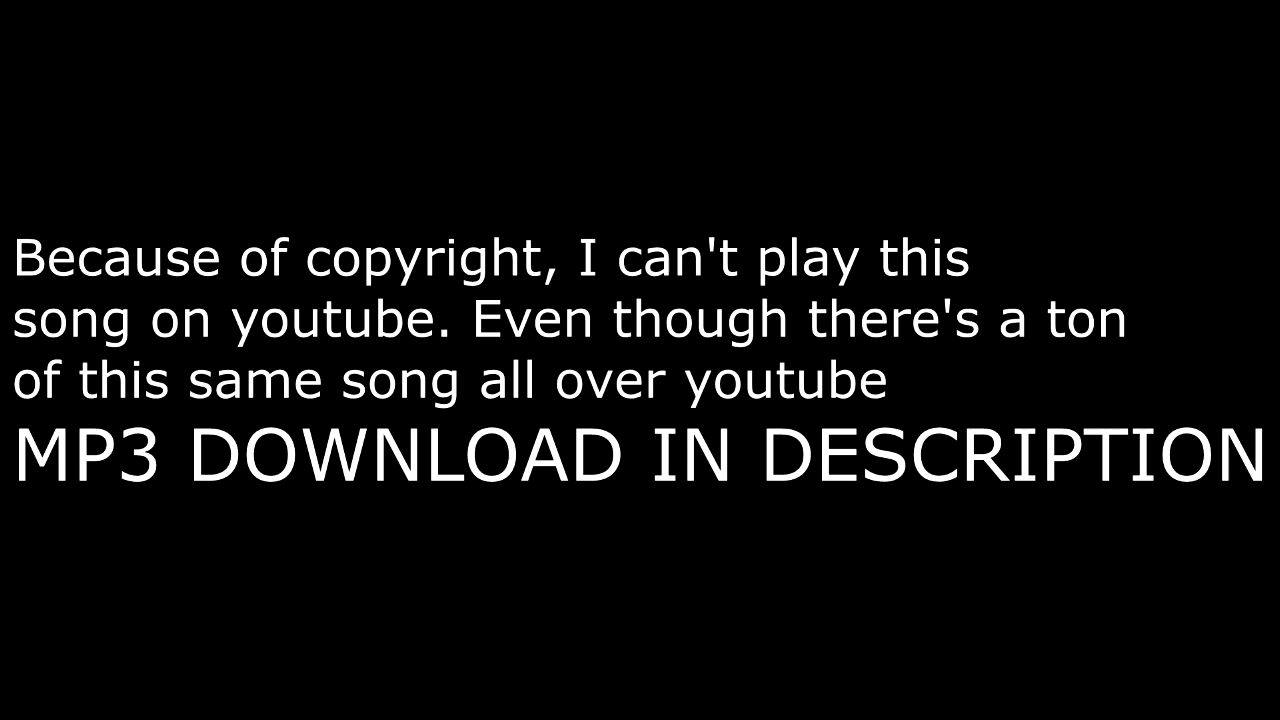 Because of copyright, I can't play this
song on youtube. Even though there's a ton
of this same song all over youtube
MP3 DOWNLOAD IN DESCRIPTION